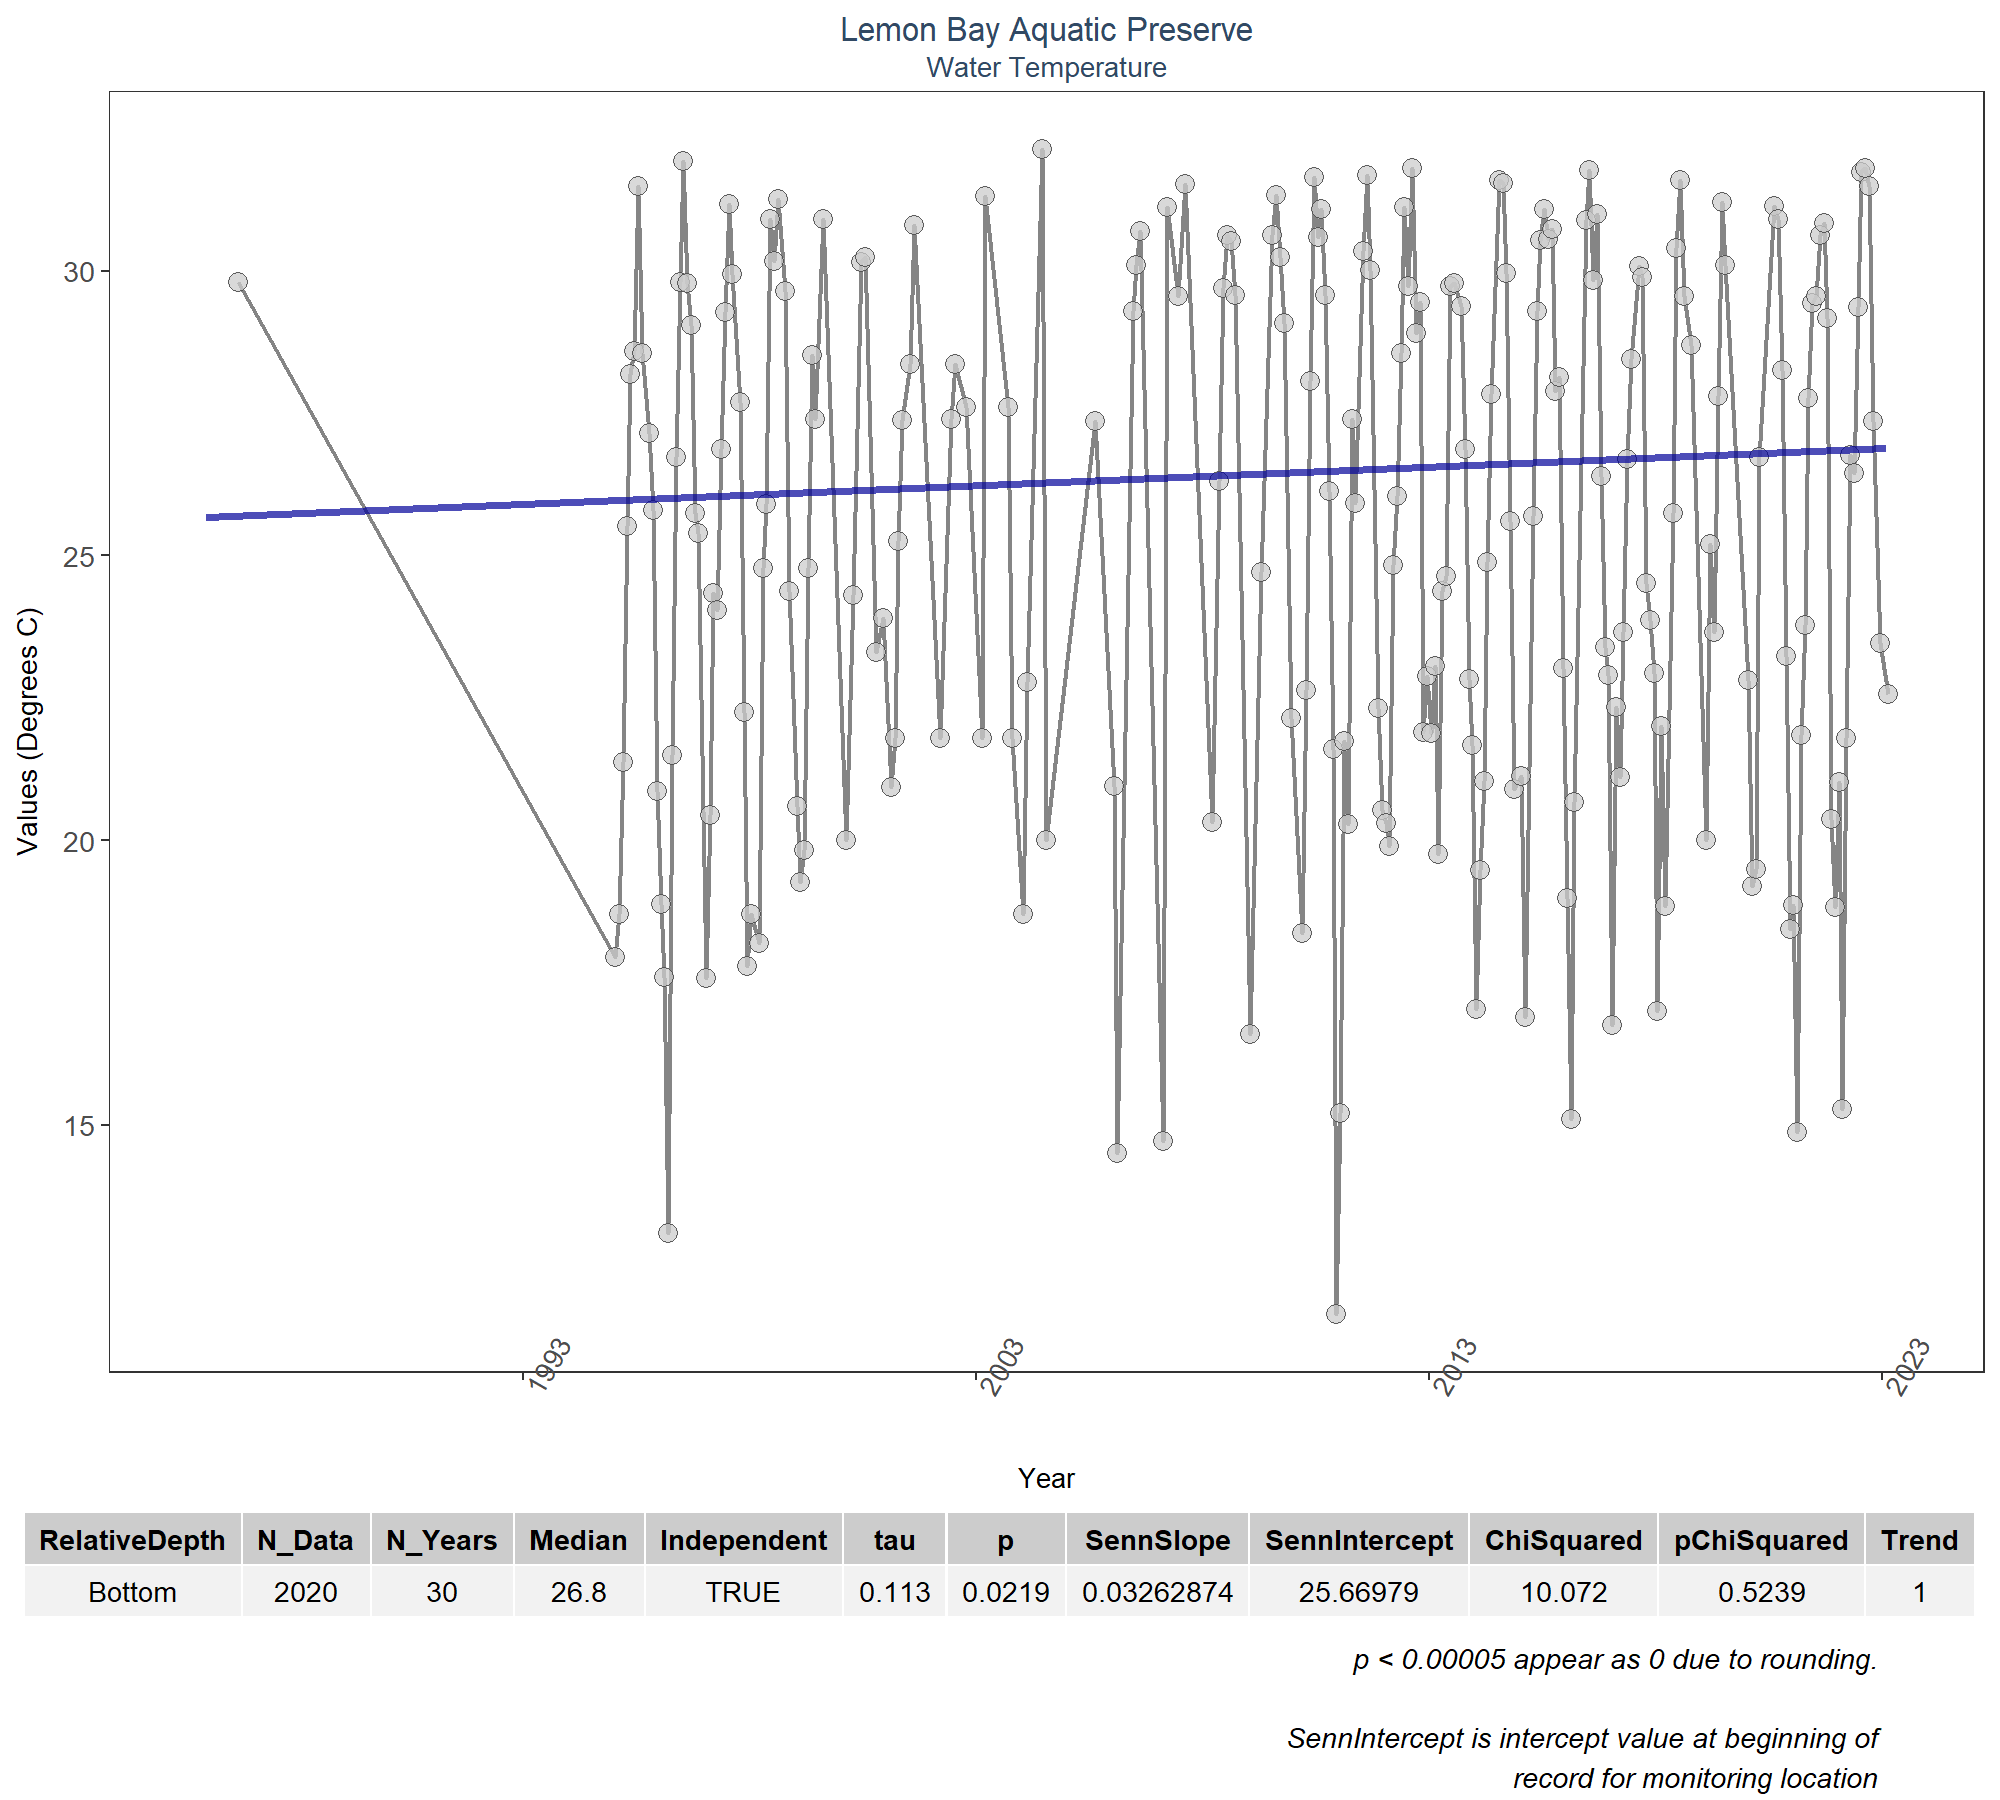 Lemon Bay Aquatic Preserve
Water Temperature
Values (Degrees C)
30
25
20
15
1993
2003
2013
2023
Year
RelativeDepth N_Data N_Years Median Independent tau p SennSlope SennIntercept ChiSquared pChiSquared Trend
Bottom 2020 30 26.8 TRUE 0.113 0.0219 0.03262874 25.66979 10.072 0.5239 1
p < 0.00005 appear as 0 due to rounding.
SennIntercept is intercept value at beginning of
record for monitoring location